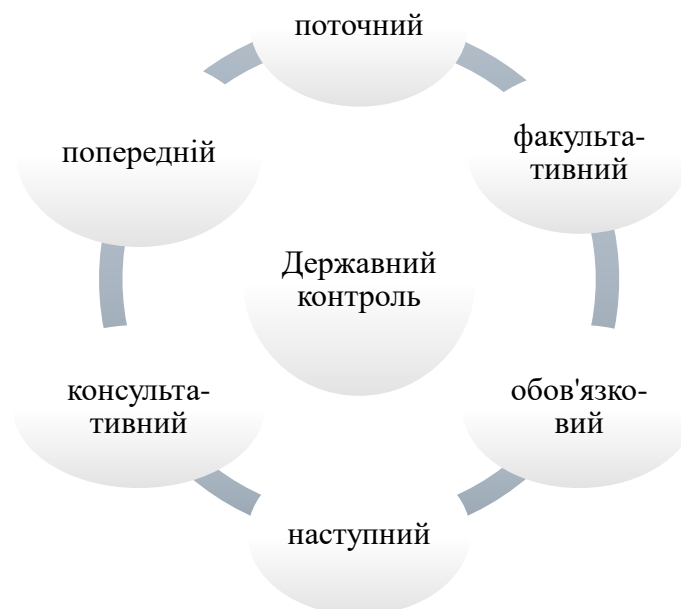 поточний
факульта-
тивний
попередній
Державний
контроль
консульта-
тивний
обов'язко-
вий
наступний